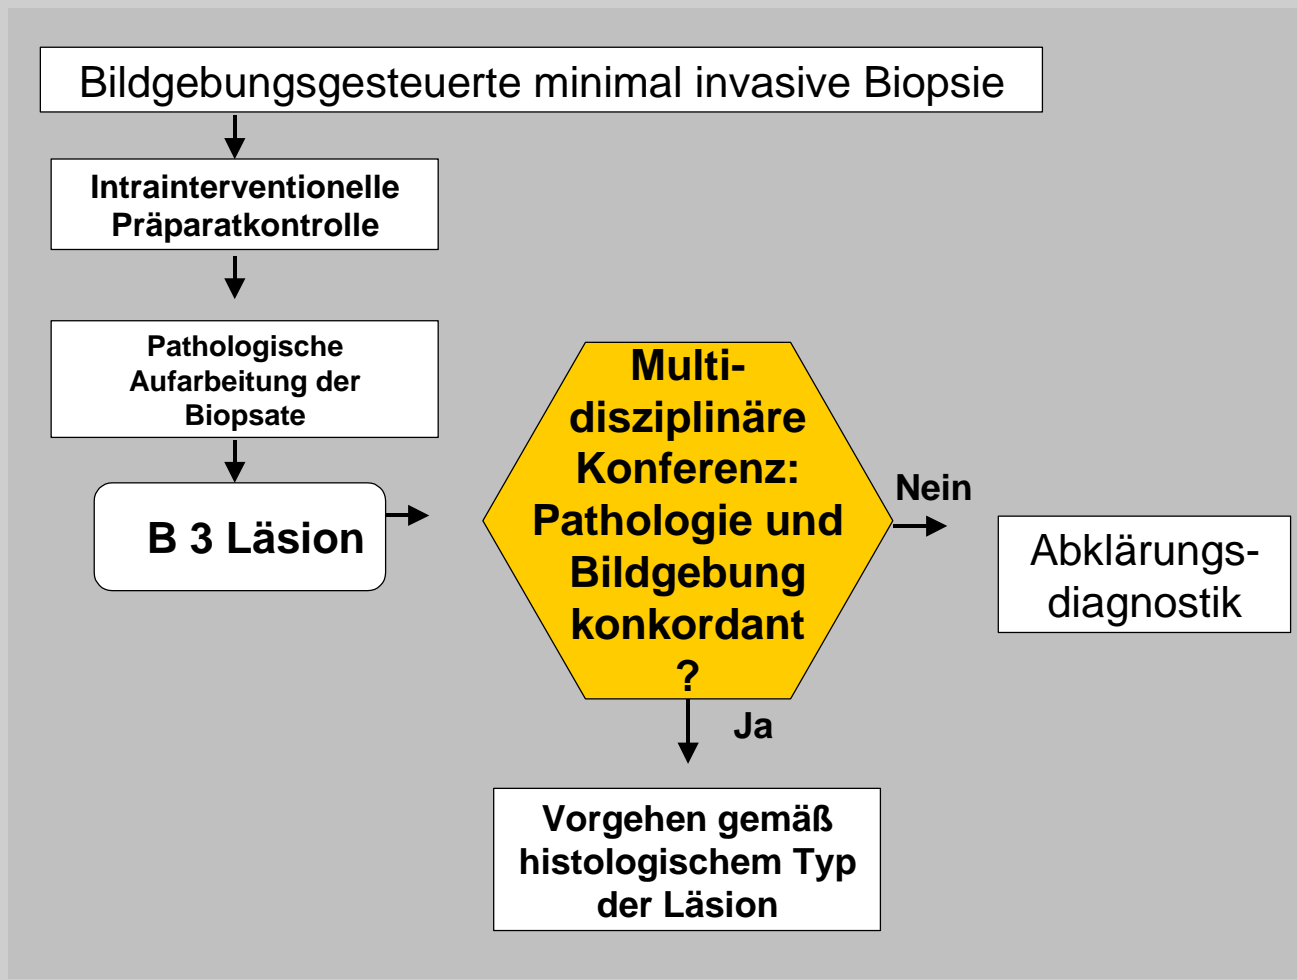 Bildgebungsgesteuerte minimal invasive Biopsie
Intrainterventionelle
Präparatkontrolle
Pathologische
Aufarbeitung der
Biopsate
B 3 Läsion
Multi-
disziplinäre
Konferenz:
Pathologie und
Bildgebung
konkordant
?
Nein
Abklärungs-
diagnostik
Ja
Vorgehen gemäß
histologischem Typ
der Läsion